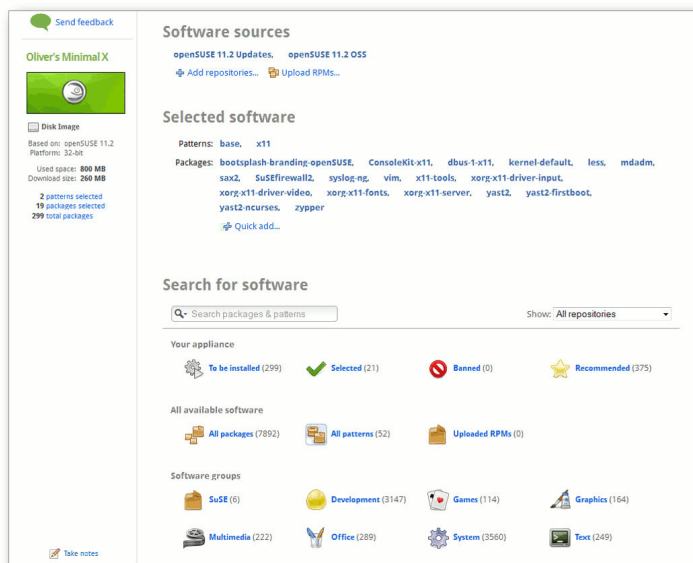 Send feedback
Oliver's Minimal X
Disk Image
Based on: openSUSE 11.2
Platform: 32-bit
Used space: 800 MB
Download size: 260 MB
2 patterns selected
19 packages selected
299 total packages
Take notes
Software sources
openSUSE 11.2 Updates, openSUSE 11.2 OSS
Add repositories... Upload RPMs...
Selected software
Patterns: base, x11
Packages: bootsplash-branding-openSUSE, ConsoleKit-x11, dbus-1-x11, kernel-default, less, mdadm,
sax2, SuSEfirewall2, syslog-ng, vim, x11-tools, xorg-x11-driver-input,
xorg-x11-driver-video, xorg-x11-fonts, xorg-x11-server, yast2, yast2-firstboot,
yast2-ncurses, zypper
Quick add...
Search for software
Search packages & patterns Show: All repositories
Your appliance
To be installed (299) Selected (21) Banned (0) Recommended (375)
All available software
All packages (7892) All patterns (52) Uploaded RPMs (0)
Software groups
SuSE (6) Development (3147) Games (114) Graphics (164)
Multimedia (222) Office (289) System (3560) Text (249)